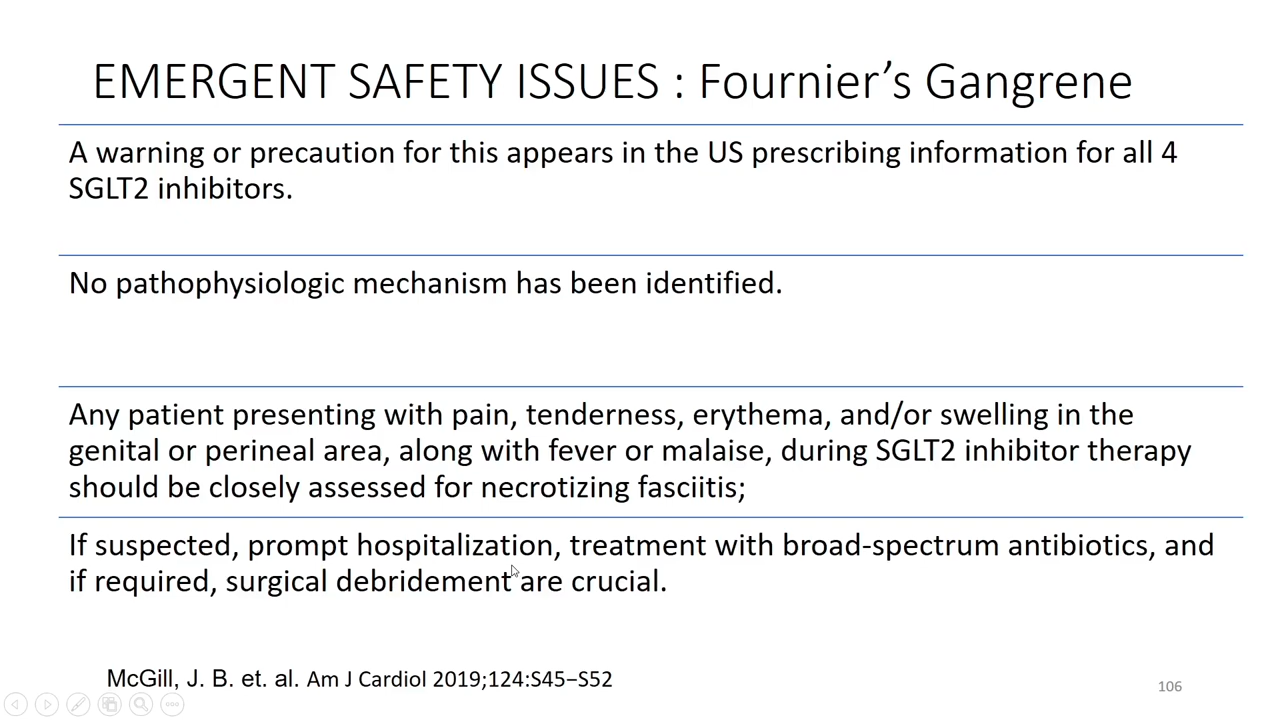 EMERGENT SAFETY ISSUES : Fournier’s Gangrene
A warning or precaution for this appears in the US prescribing information for all 4
SGLT2 inhibitors.
No pathophysiologic mechanism has been identified.
Any patient presenting with pain, tenderness, erythema, and/or swelling in the
genital or perineal area, along with fever or malaise, during SGLT2 inhibitor therapy
should be closely assessed for necrotizing fasciitis;
If suspected, prompt hospitalization, treatment with broad-spectrum antibiotics, and
if required, surgical debridement are crucial.
McGill, J. B. et. al. Am J Cardiol 2019;124:S45−S52
106